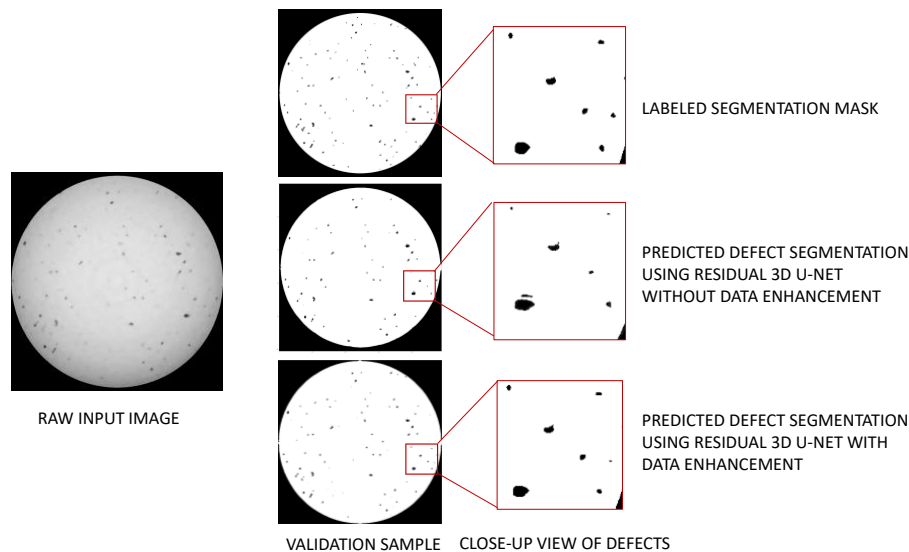 LABELED SEGMENTATION MASK
PREDICTED DEFECT SEGMENTATION
USING RESIDUAL 3D U-NET
WITHOUT DATA ENHANCEMENT
RAW INPUT IMAGE
PREDICTED DEFECT SEGMENTATION
USING RESIDUAL 3D U-NET WITH
DATA ENHANCEMENT
VALIDATION SAMPLE
CLOSE-UP VIEW OF DEFECTS